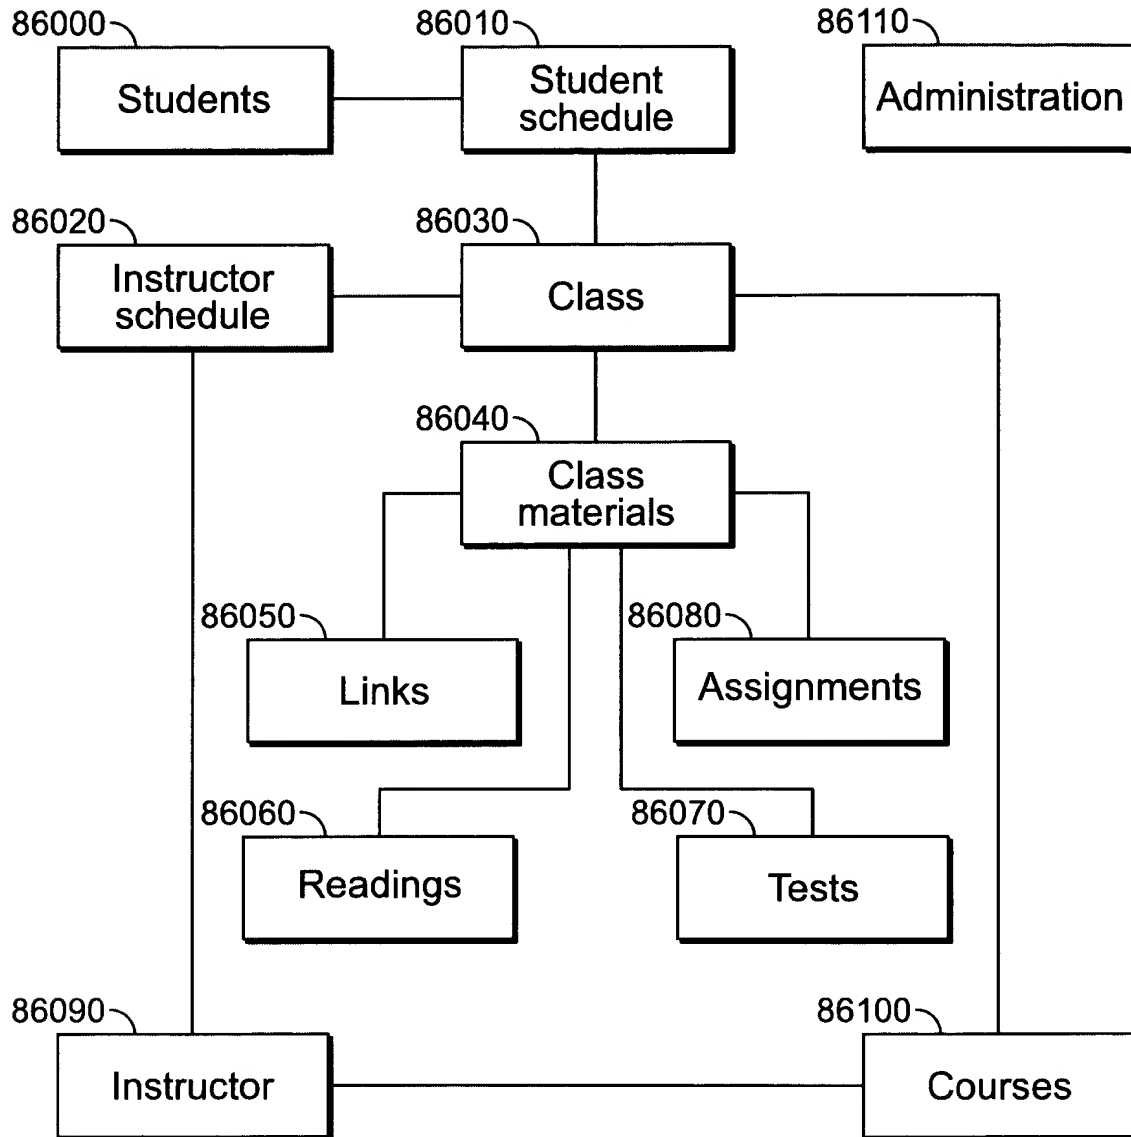 86000
86010
86110
Students
Student
schedule
Administration
86020
86030
Instructor
schedule
Class
86040
Class
materials
86050
86080
Links
Assignments
86060
86070
Readings
Tests
86090
86100
Instructor
Courses